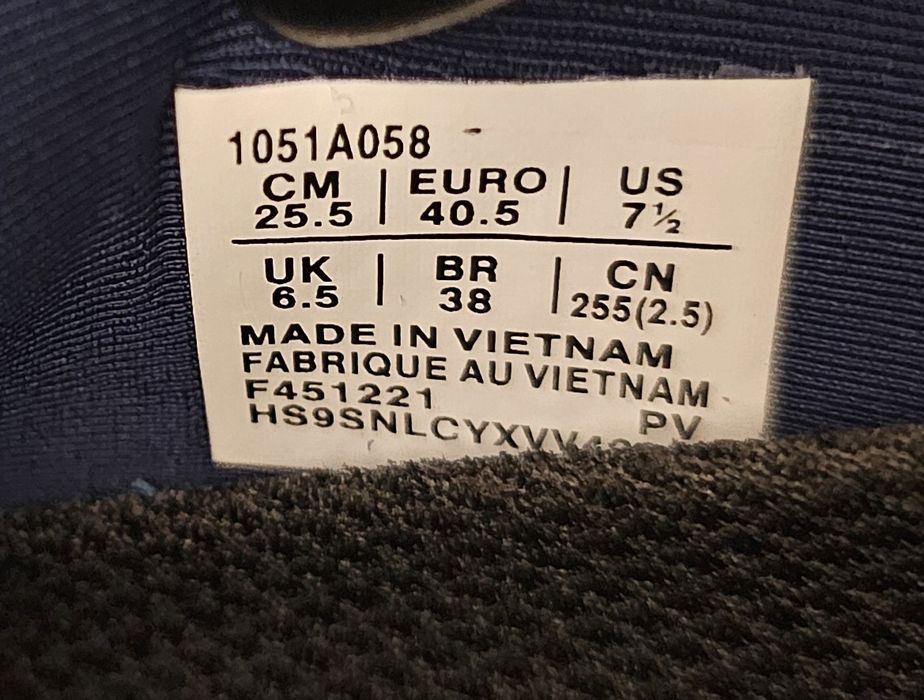 1051A058
CM | EURO | US
25.5 | 40.5 | 7½
UK | BR | CN
6.5 | 38 | 255(2.5)
MADE IN VIETNAM
FABRIQUE AU VIETNAM
F451221
PV